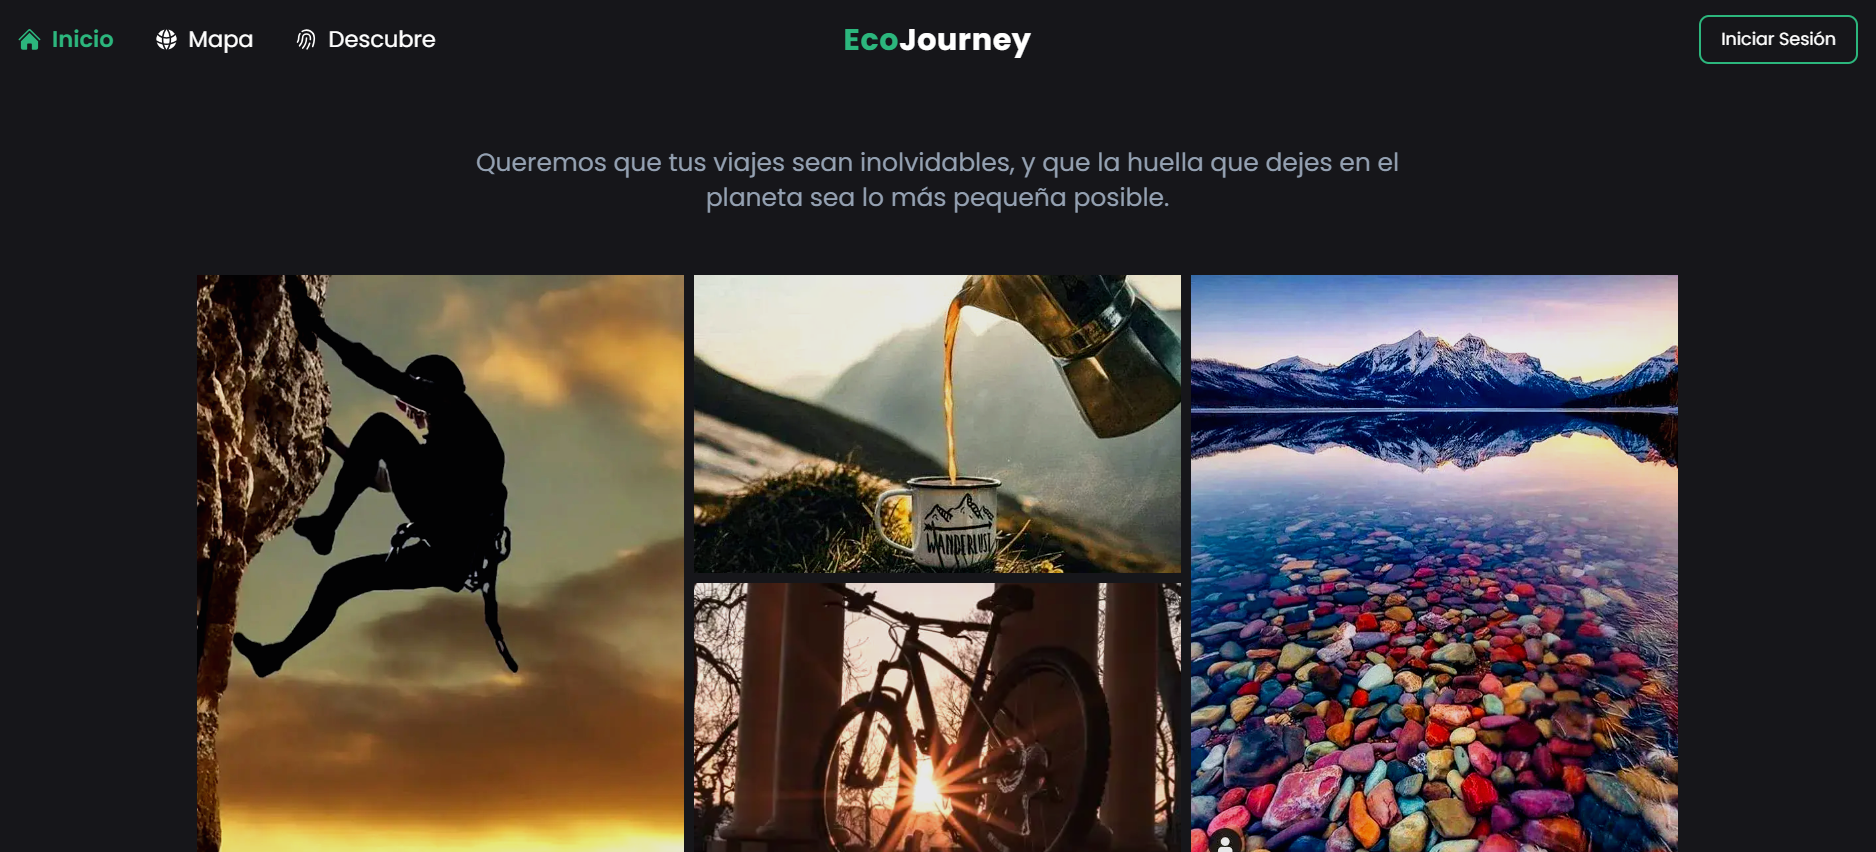 Inicio
Mapa
Descubre
EcoJourney
Iniciar Sesión
Queremos que tus viajes sean inolvidables, y que la huella que dejes en el
planeta sea lo más pequeña posible.
WANDERLUST